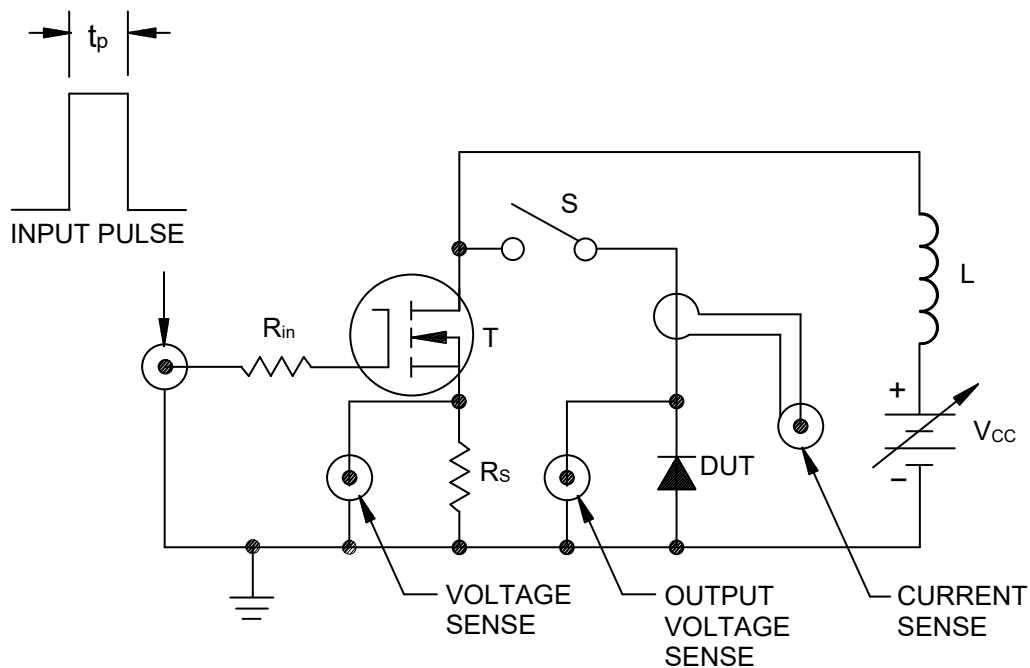 tp
INPUT PULSE
S
L
Rin
T
+
VCC
−
RS
DUT
VOLTAGE
SENSE
OUTPUT
VOLTAGE
SENSE
CURRENT
SENSE